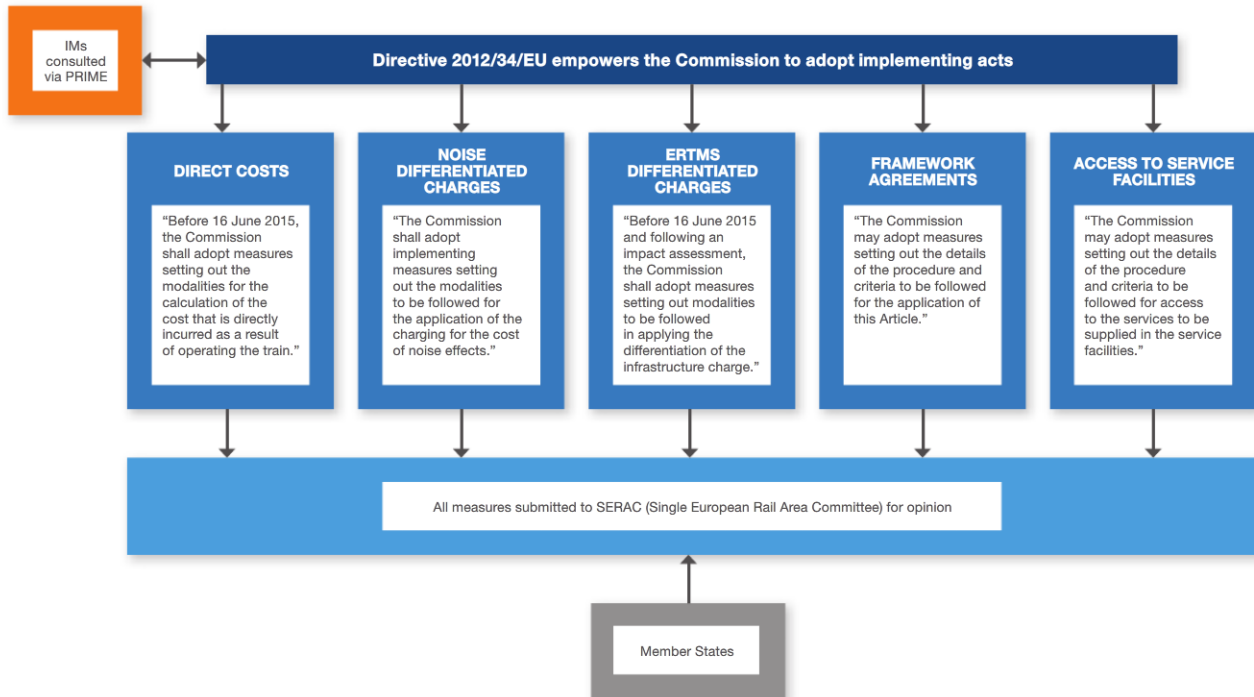 IMs
consulted
via PRIME
Directive 2012/34/EU empowers the Commission to adopt implementing acts
DIRECT COSTS
“Before 16 June 2015,
the Commission
shall adopt measures
setting out the
modalities for the
calculation of the
cost that is directly
incurred as a result
of operating the train.”
NOISE
DIFFERENTIATED
CHARGES
“The Commission
shall adopt
implementing
measures setting
out the modalities
to be followed for
the application of the
charging for the cost
of noise effects.”
ERTMS
DIFFERENTIATED
CHARGES
“Before 16 June 2015
and following an
impact assessment,
the Commission
shall adopt measures
setting out modalities
to be followed
in applying the
differentiation of the
infrastructure charge.”
FRAMEWORK
AGREEMENTS
“The Commission
may adopt measures
setting out the details
of the procedure and
criteria to be followed
for the application of
this Article.”
ACCESS TO SERVICE
FACILITIES
“The Commission
may adopt measures
setting out the details
of the procedure
and criteria to be
followed for access
to the services to be
supplied in the service
facilities.”
All measures submitted to SERAC (Single European Rail Area Committee) for opinion
Member States